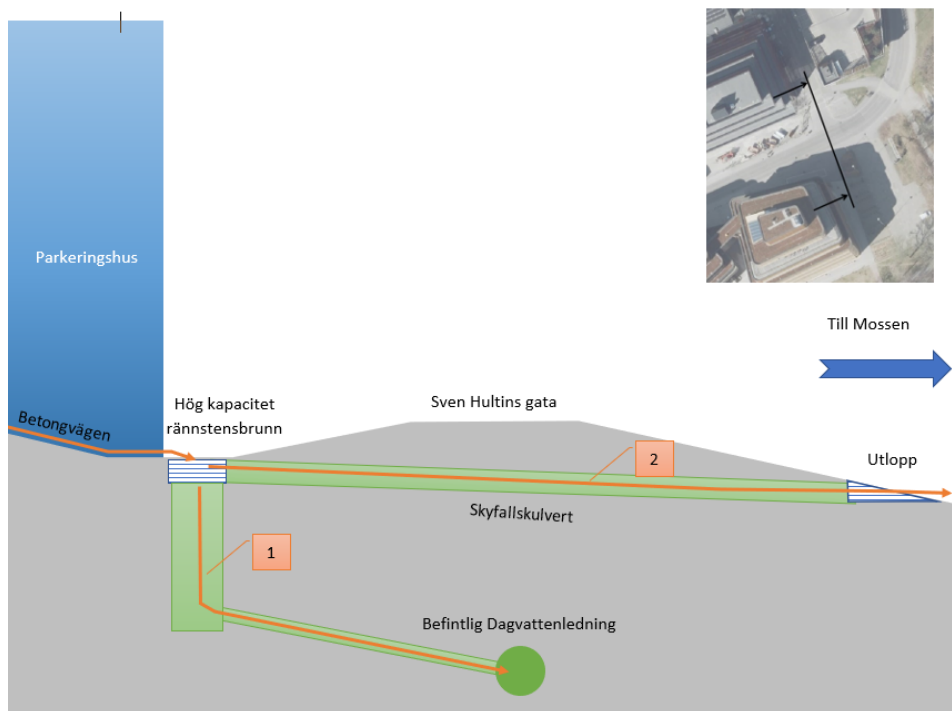 Parkeringshus
Till Mossen
Hög kapacitet
rännstensbrunn
Sven Hultins gata
Betongvägen
2
Utlopp
Skyfallskulvert
1
Befintlig Dagvattenledning